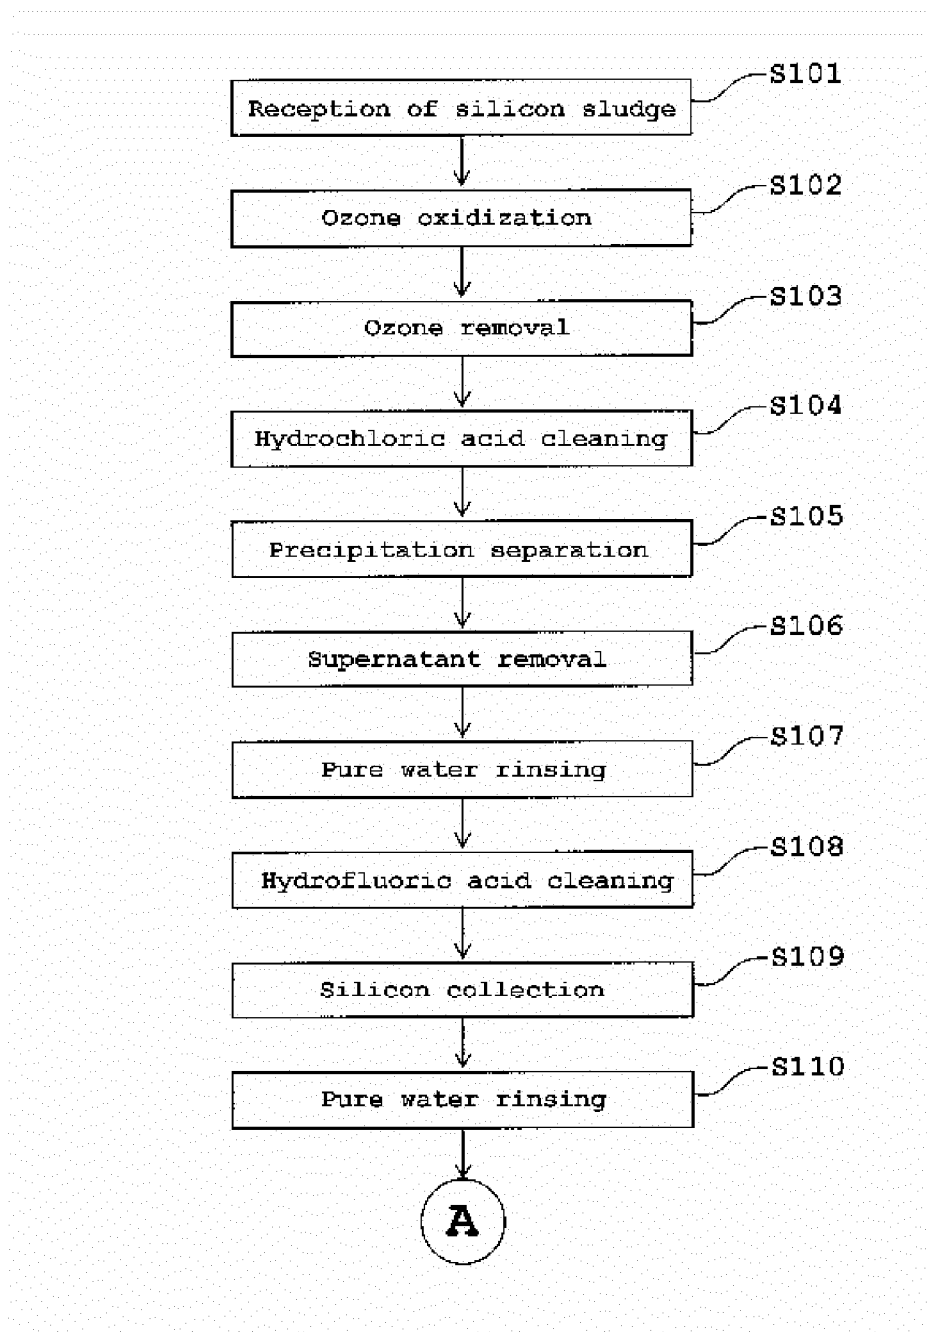 S101
Reception of silicon sludge
S102
Ozone oxidization
S103
Ozone removal
S104
Hydrochloric acid cleaning
S105
Precipitation separation
S106
Supernatant removal
S107
Pure water rinsing
S108
Hydrofluoric acid cleaning
S109
Silicon collection
S110
Pure water rinsing
A